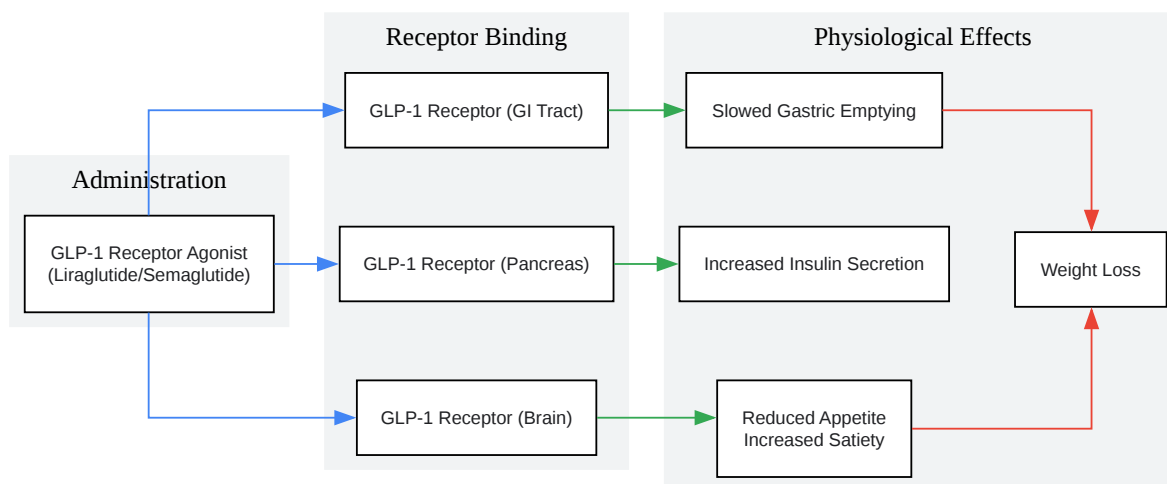 Administration
GLP-1 Receptor Agonist
(Liraglutide/Semaglutide)
Receptor Binding
GLP-1 Receptor (GI Tract)
GLP-1 Receptor (Pancreas)
GLP-1 Receptor (Brain)
Physiological Effects
Slowed Gastric Emptying
Increased Insulin Secretion
Reduced Appetite
Increased Satiety
Weight Loss